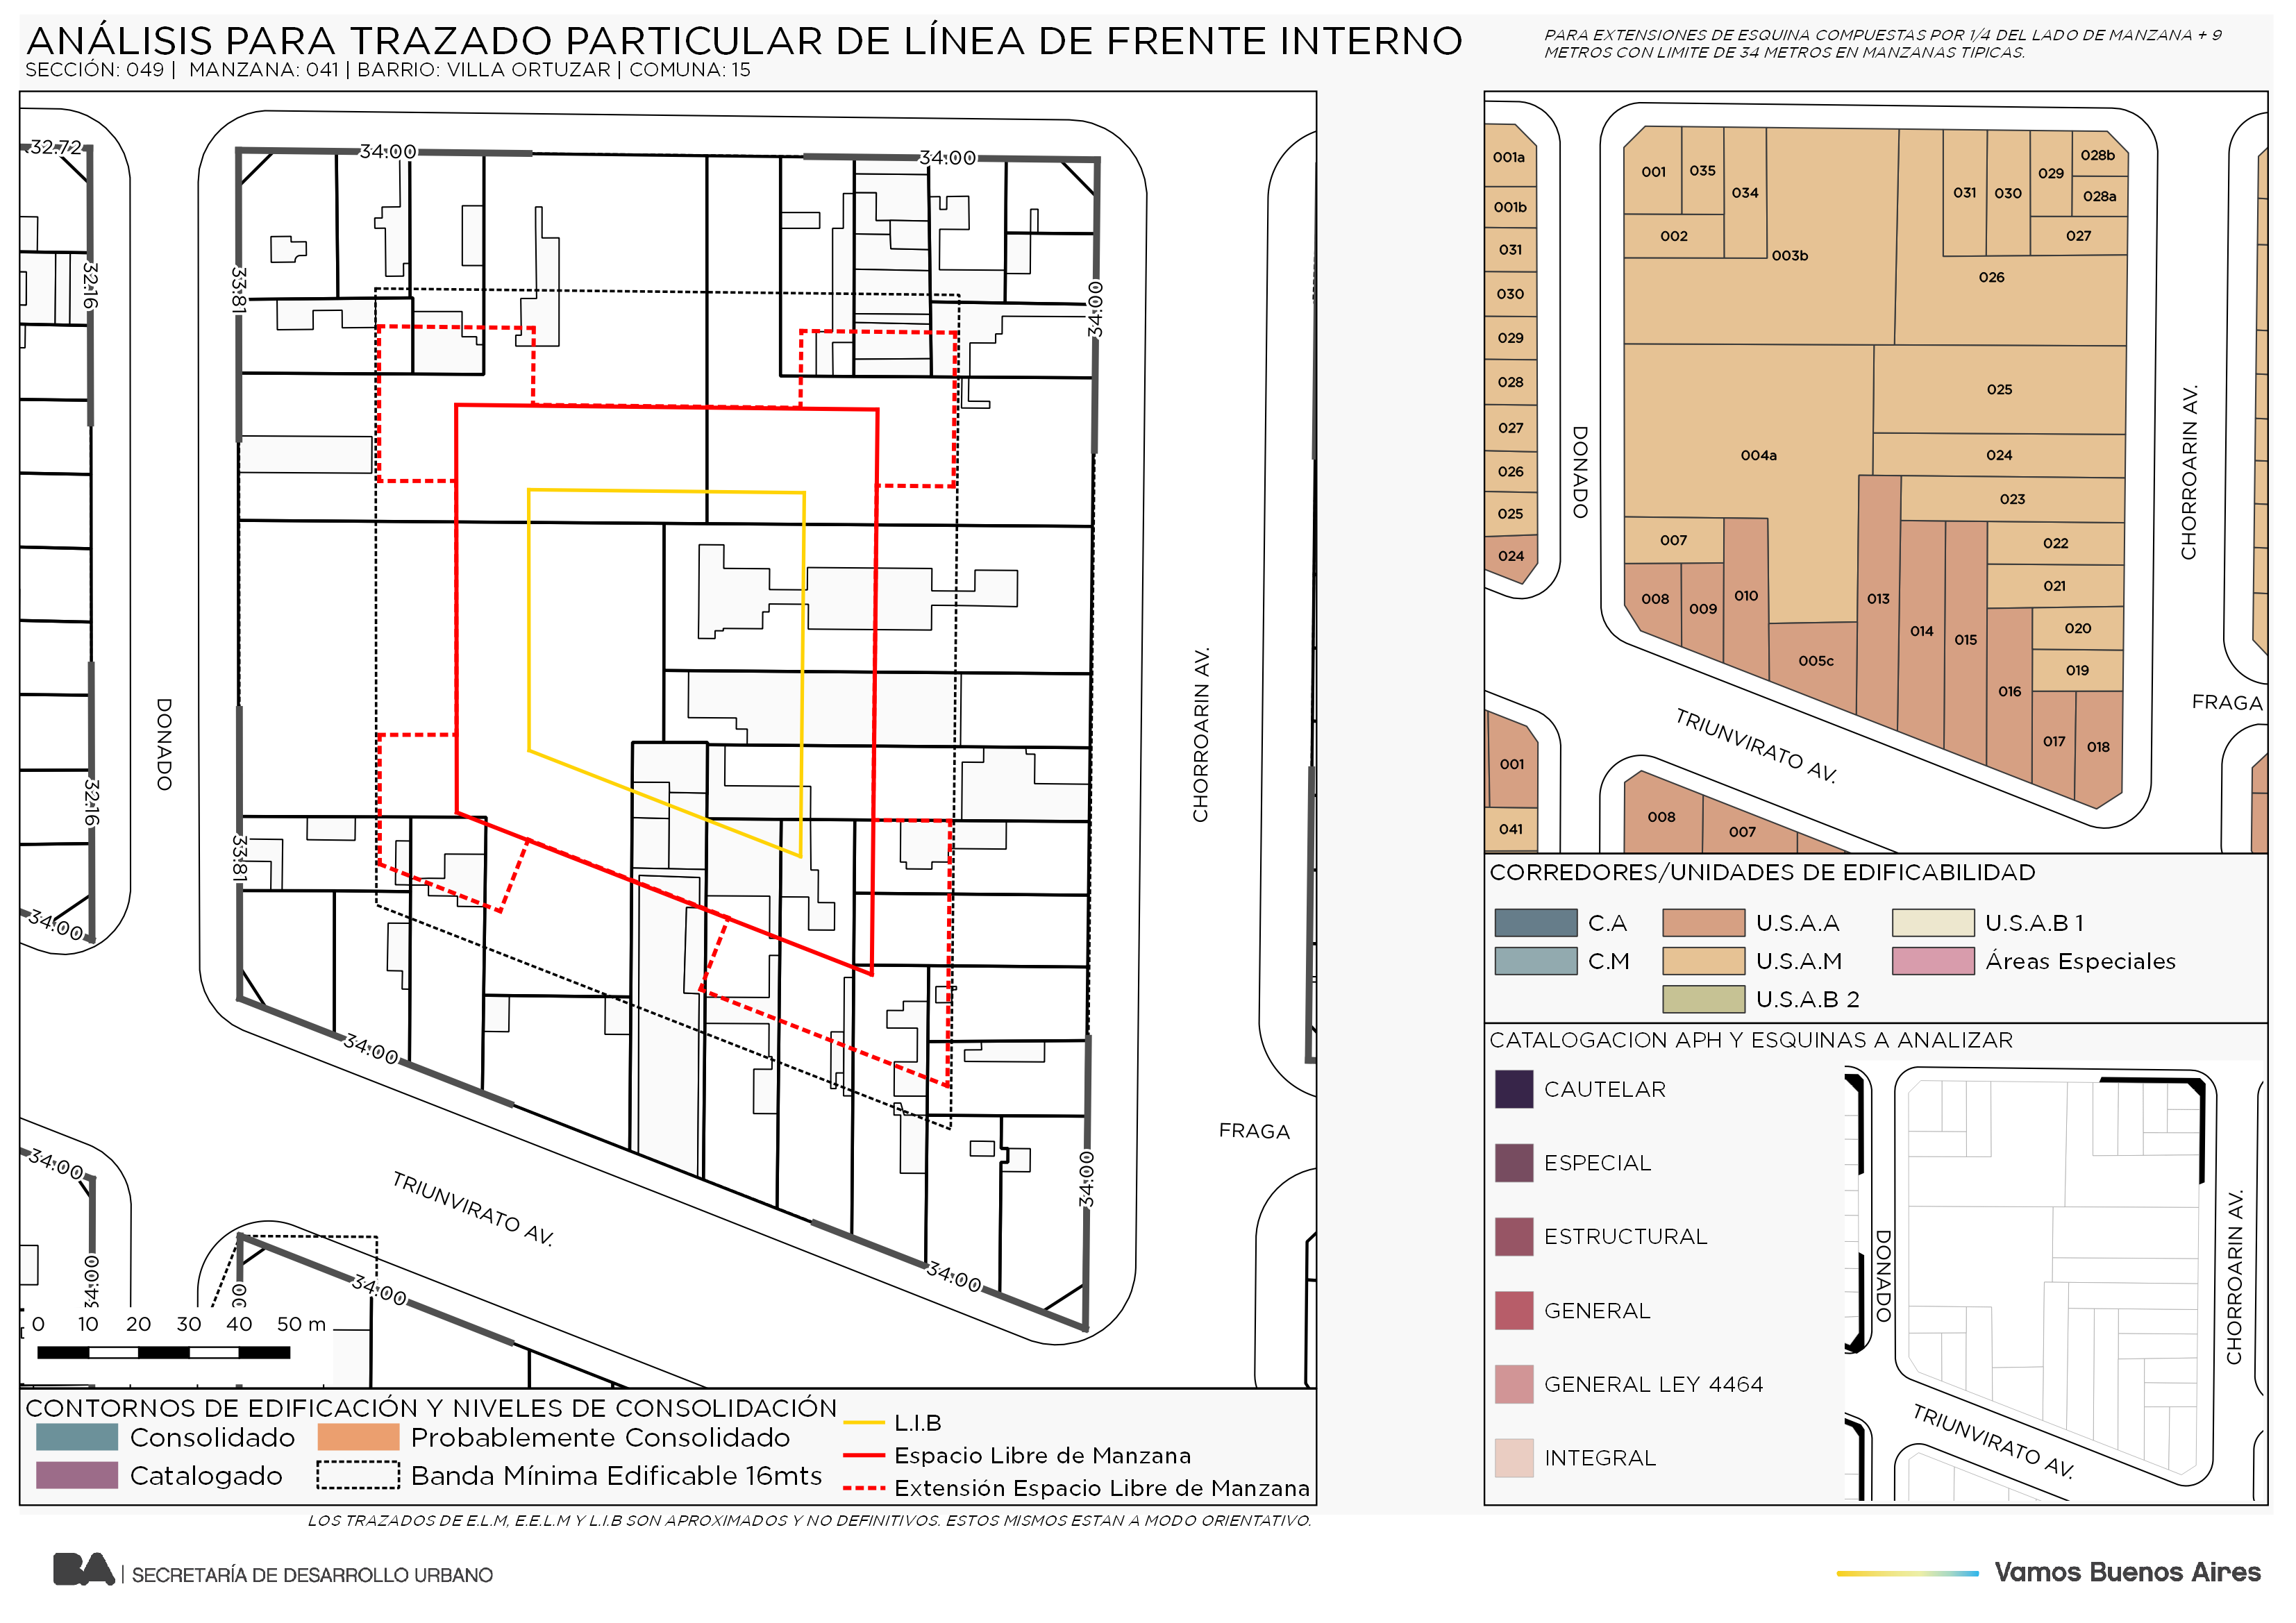 ANÁLISIS PARA TRAZADO PARTICULAR DE LÍNEA DE FRENTE INTERNO
SECCIÓN: 049 | MANZANA: 041 | BARRIO: VILLA ORTUZAR | COMUNA: 15
PARA EXTENSIONES DE ESQUINA COMPUESTAS POR 1/4 DEL LADO DE MANZANA + 9
METROS CON LIMITE DE 34 METROS EN MANZANAS TIPICAS.
32.72
34:00
34:00
32:16
33:81
34:00
32:16
33:81
34:00
34:00
34:00
34:00
34:00
34:00
34:00
DONADO
CHORROARIN AV.
FRAGA
TRIUNVIRATO AV.
0 10 20 30 40 50 m
CONTORNOS DE EDIFICACIÓN Y NIVELES DE CONSOLIDACIÓN
Consolidado
Probablemente Consolidado
Catalogado
Banda Mínima Edificable 16mts
L.I.B
Espacio Libre de Manzana
Extensión Espacio Libre de Manzana
LOS TRAZADOS DE E.L.M, E.E.L.M Y L.I.B SON APROXIMADOS Y NO DEFINITIVOS. ESTOS MISMOS ESTAN A MODO ORIENTATIVO.
001a
001b
031
030
029
028
027
026
025
024
001
041
001
035
034
002
003b
031
030
029
028b
028a
027
026
025
004a
024
023
007
022
021
008
009
010
013
014
015
020
019
005c
016
017
018
008
007
DONADO
CHORROARIN AV.
FRAGA
TRIUNVIRATO AV.
CORREDORES/UNIDADES DE EDIFICABILIDAD
C.A
U.S.A.A
U.S.A.B 1
C.M
U.S.A.M
Áreas Especiales
U.S.A.B 2
CATALOGACION APH Y ESQUINAS A ANALIZAR
CAUTELAR
ESPECIAL
ESTRUCTURAL
GENERAL
GENERAL LEY 4464
INTEGRAL
DONADO
CHORROARIN AV.
TRIUNVIRATO AV.
BA | SECRETARÍA DE DESARROLLO URBANO
Vamos Buenos Aires